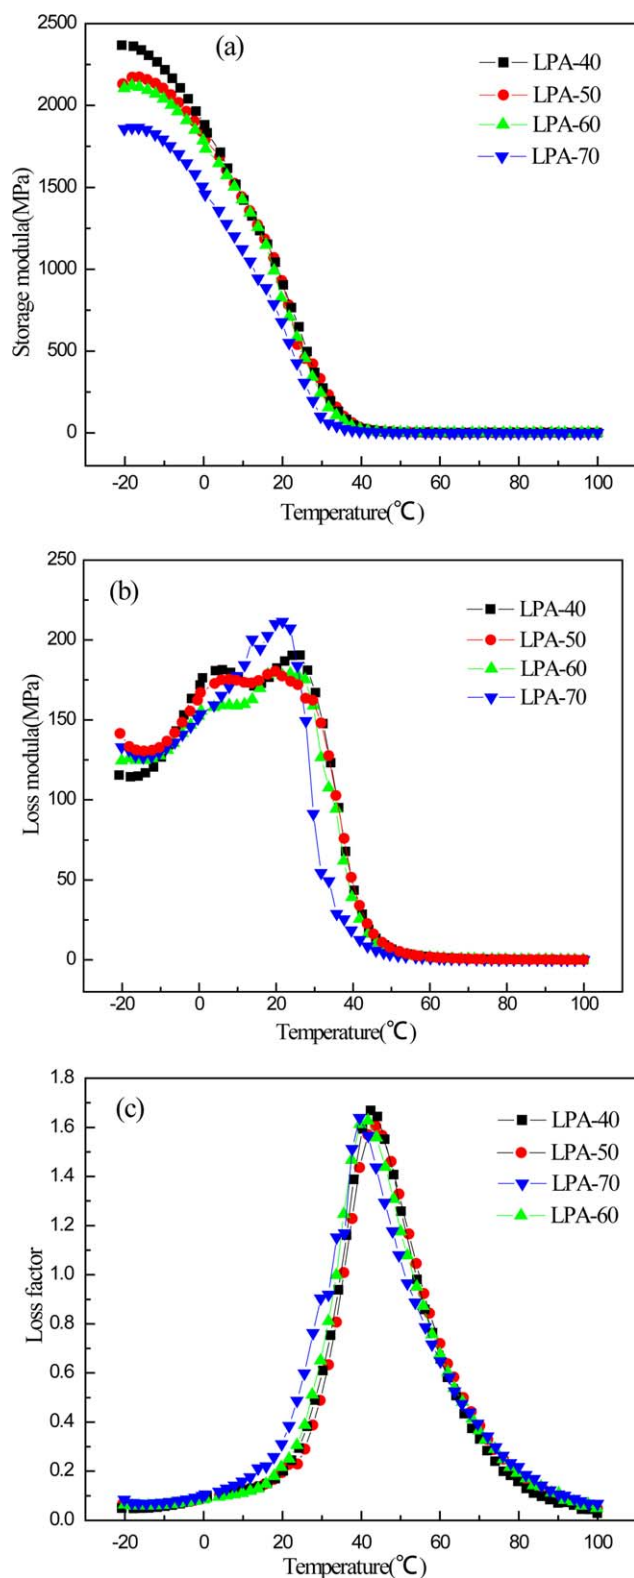 (a)
LPA-40
LPA-50
LPA-60
LPA-70
2500
2000
1500
1000
500
0
Storage modula(MPa)
-20 0 20 40 60 80 100
Temperature(℃)
(b)
LPA-40
LPA-50
LPA-60
LPA-70
250
200
150
100
50
0
Loss modula(MPa)
-20 0 20 40 60 80 100
Temperature(℃)
(c)
LPA-40
LPA-50
LPA-70
LPA-60
1.8
1.6
1.4
1.2
1.0
0.8
0.6
0.4
0.2
0.0
Loss factor
-20 0 20 40 60 80 100
Temperature(℃)